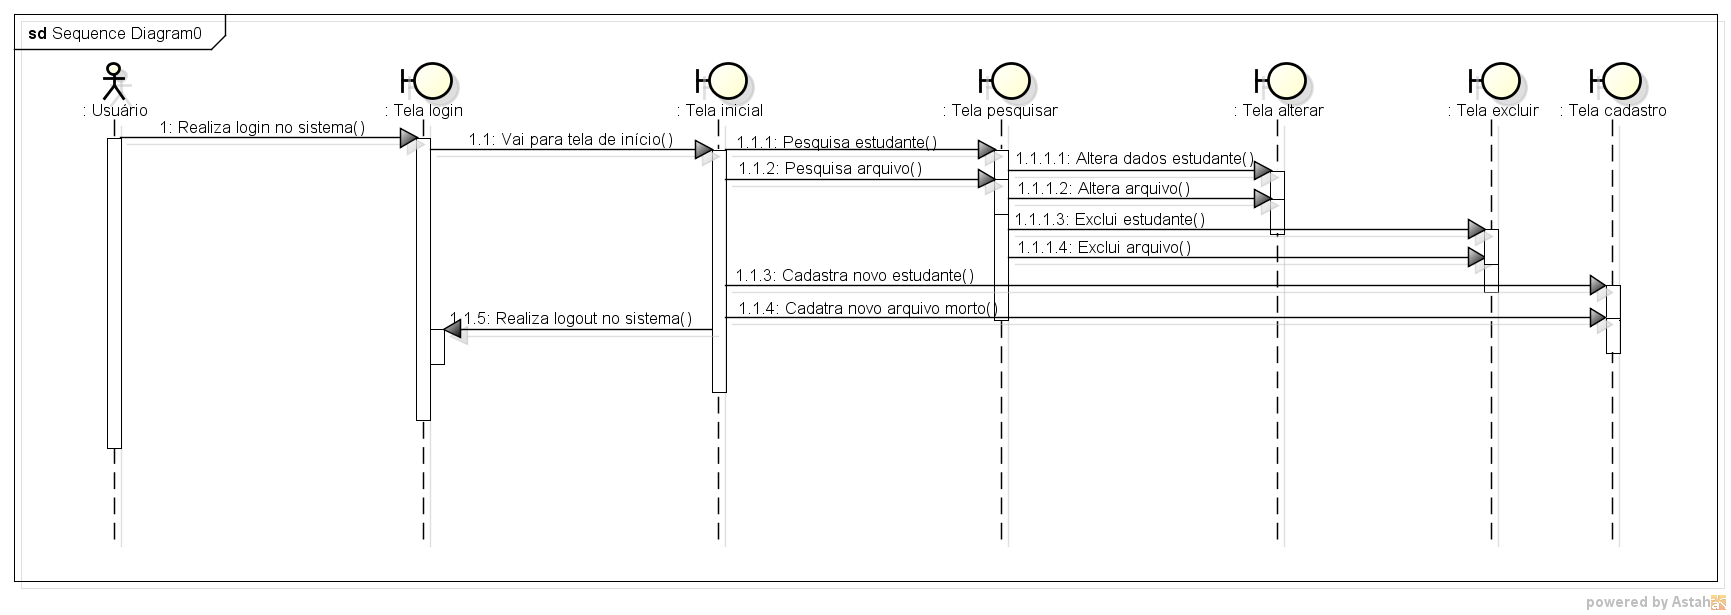 sd Sequence Diagram0
: Usuário
: Tela login
: Tela inicial
: Tela pesquisar
: Tela alterar
: Tela excluir
: Tela cadastro
1: Realiza login no sistema()
1.1: Vai para tela de início()
1.1.1: Pesquisa estudante()
1.1.1.1: Altera dados estudante()
1.1.2: Pesquisa arquivo()
1.1.1.2: Altera arquivo()
1.1.1.3: Exclui estudante()
1.1.1.4: Exclui arquivo()
1.1.3: Cadastra novo estudante()
1.1.4: Cadatra novo arquivo morto()
1.1.5: Realiza logout no sistema()
powered by Astah